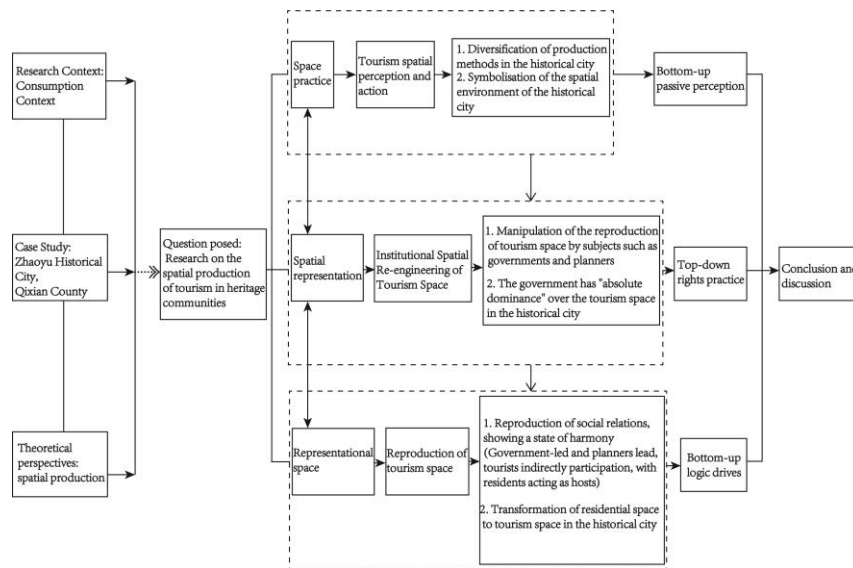 Research Context:
Consumption
Context
Case Study:
Zhaoyu Historical
City,
Qixian County
Theoretical
perspectives:
spatial production
Question posed:
Research on the
spatial production
of tourism in heritage
communities
Space
practice
Tourism spatial
perception and
action
1. Diversification of production
methods in the historical city
2. Symbolisation of the spatial
environment of the historical
city
Bottom-up
passive perception
Spatial
representation
Institutional Spatial
Re-engineering of
Tourism Space
1. Manipulation of the reproduction
of tourism space by subjects such as
governments and planners
2. The government has "absolute
dominance" over the tourism space
in the historical city
Top-down
rights practice
Representational
space
Reproduction of
tourism space
1. Reproduction of social relations,
showing a state of harmony
(Government-led and planners lead,
tourists indirectly participation, with
residents acting as hosts)
2. Transformation of residential space
to tourism space in the historical city
Bottom-up
logic drives
Conclusion and
discussion